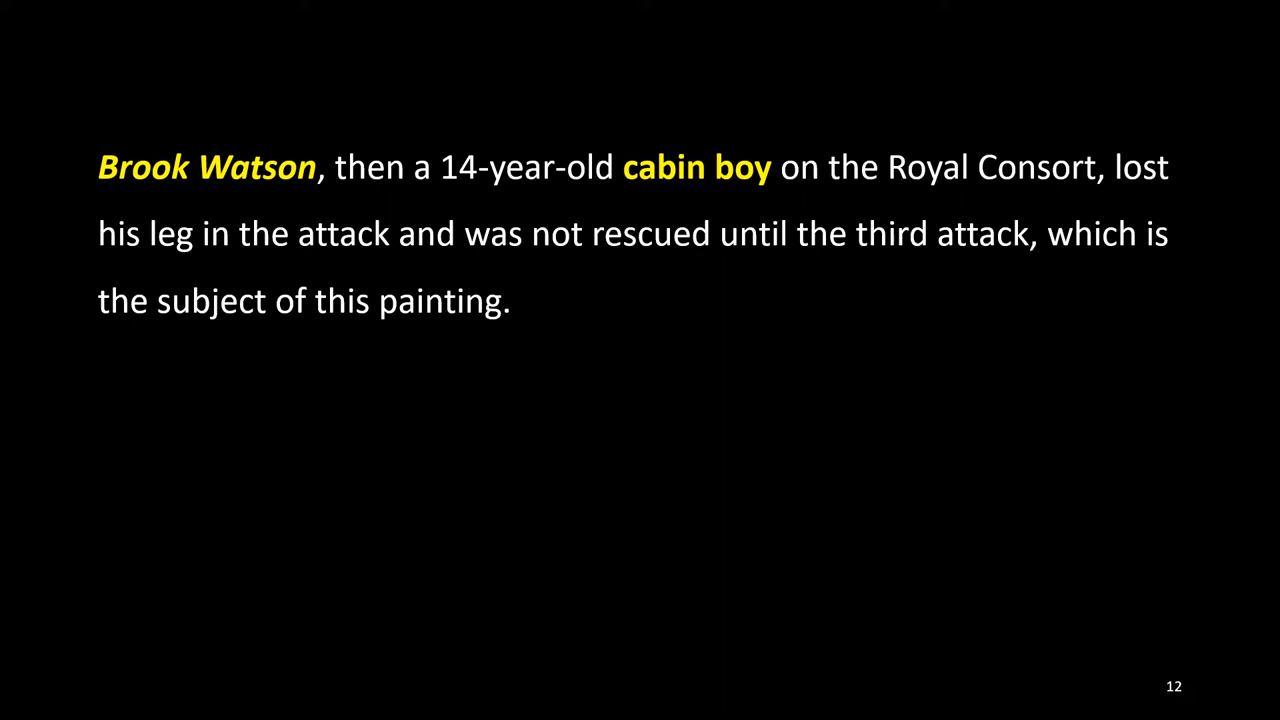 Brook Watson, then a 14-year-old cabin boy on the Royal Consort, lost
his leg in the attack and was not rescued until the third attack, which is
the subject of this painting.
12